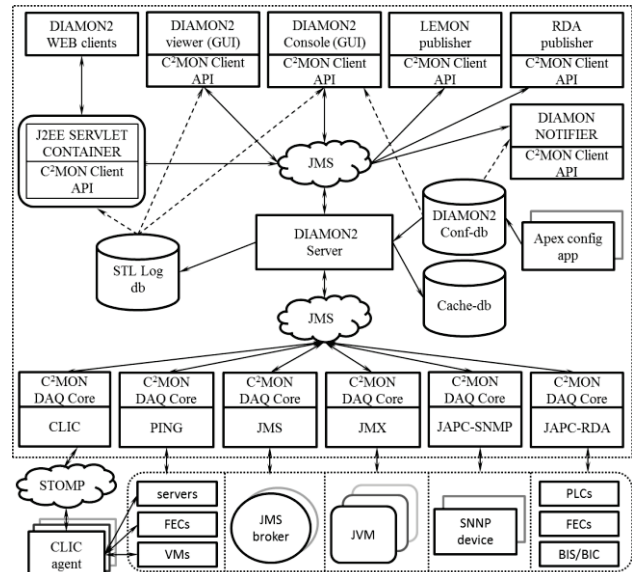 DIAMON2
WEB clients
DIAMON2
viewer (GUI)
C²MON Client
API
DIAMON2
Console (GUI)
C²MON Client
API
LEMON
publisher
C²MON Client
API
RDA
publisher
C²MON Client
API
J2EE SERVLET
CONTAINER
C²MON Client
API
JMS
DIAMON
NOTIFIER
C²MON Client
API
DIAMON2
Server
DIAMON2
Conf-db
Apex config
app
STL Log
db
Cache-db
JMS
C²MON
DAQ Core
CLIC
C²MON
DAQ Core
PING
C²MON
DAQ Core
JMS
C²MON
DAQ Core
JMX
C²MON
DAQ Core
JAPC-SNMP
C²MON
DAQ Core
JAPC-RDA
STOMP
CLIC
agent
servers
FECs
VMs
JMS
broker
JVM
SNNP
device
PLCs
FECs
BIS/BIC